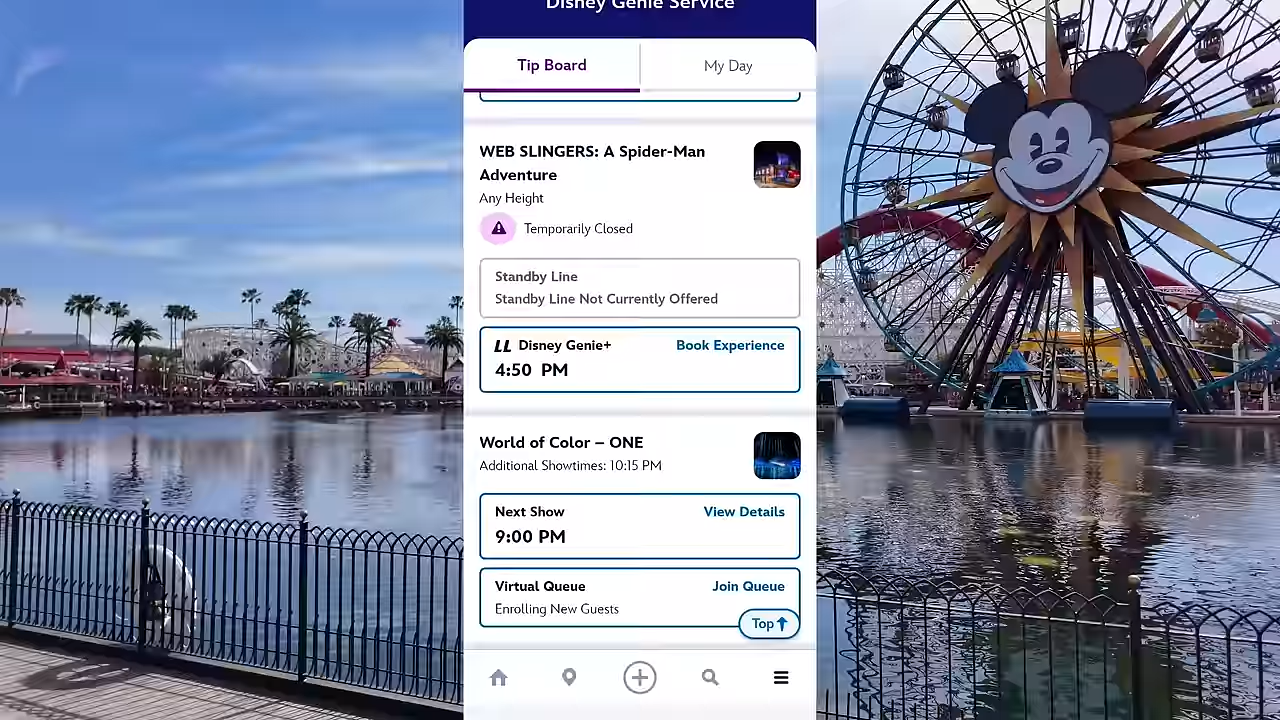 Disney Genie Service
Tip Board
My Day
WEB SLINGERS: A Spider-Man
Adventure
Any Height
Temporarily Closed
Standby Line
Standby Line Not Currently Offered
LL Disney Genie+
Book Experience
4:50 PM
World of Color – ONE
Additional Showtimes: 10:15 PM
Next Show
View Details
9:00 PM
Virtual Queue
Join Queue
Enrolling New Guests
Top